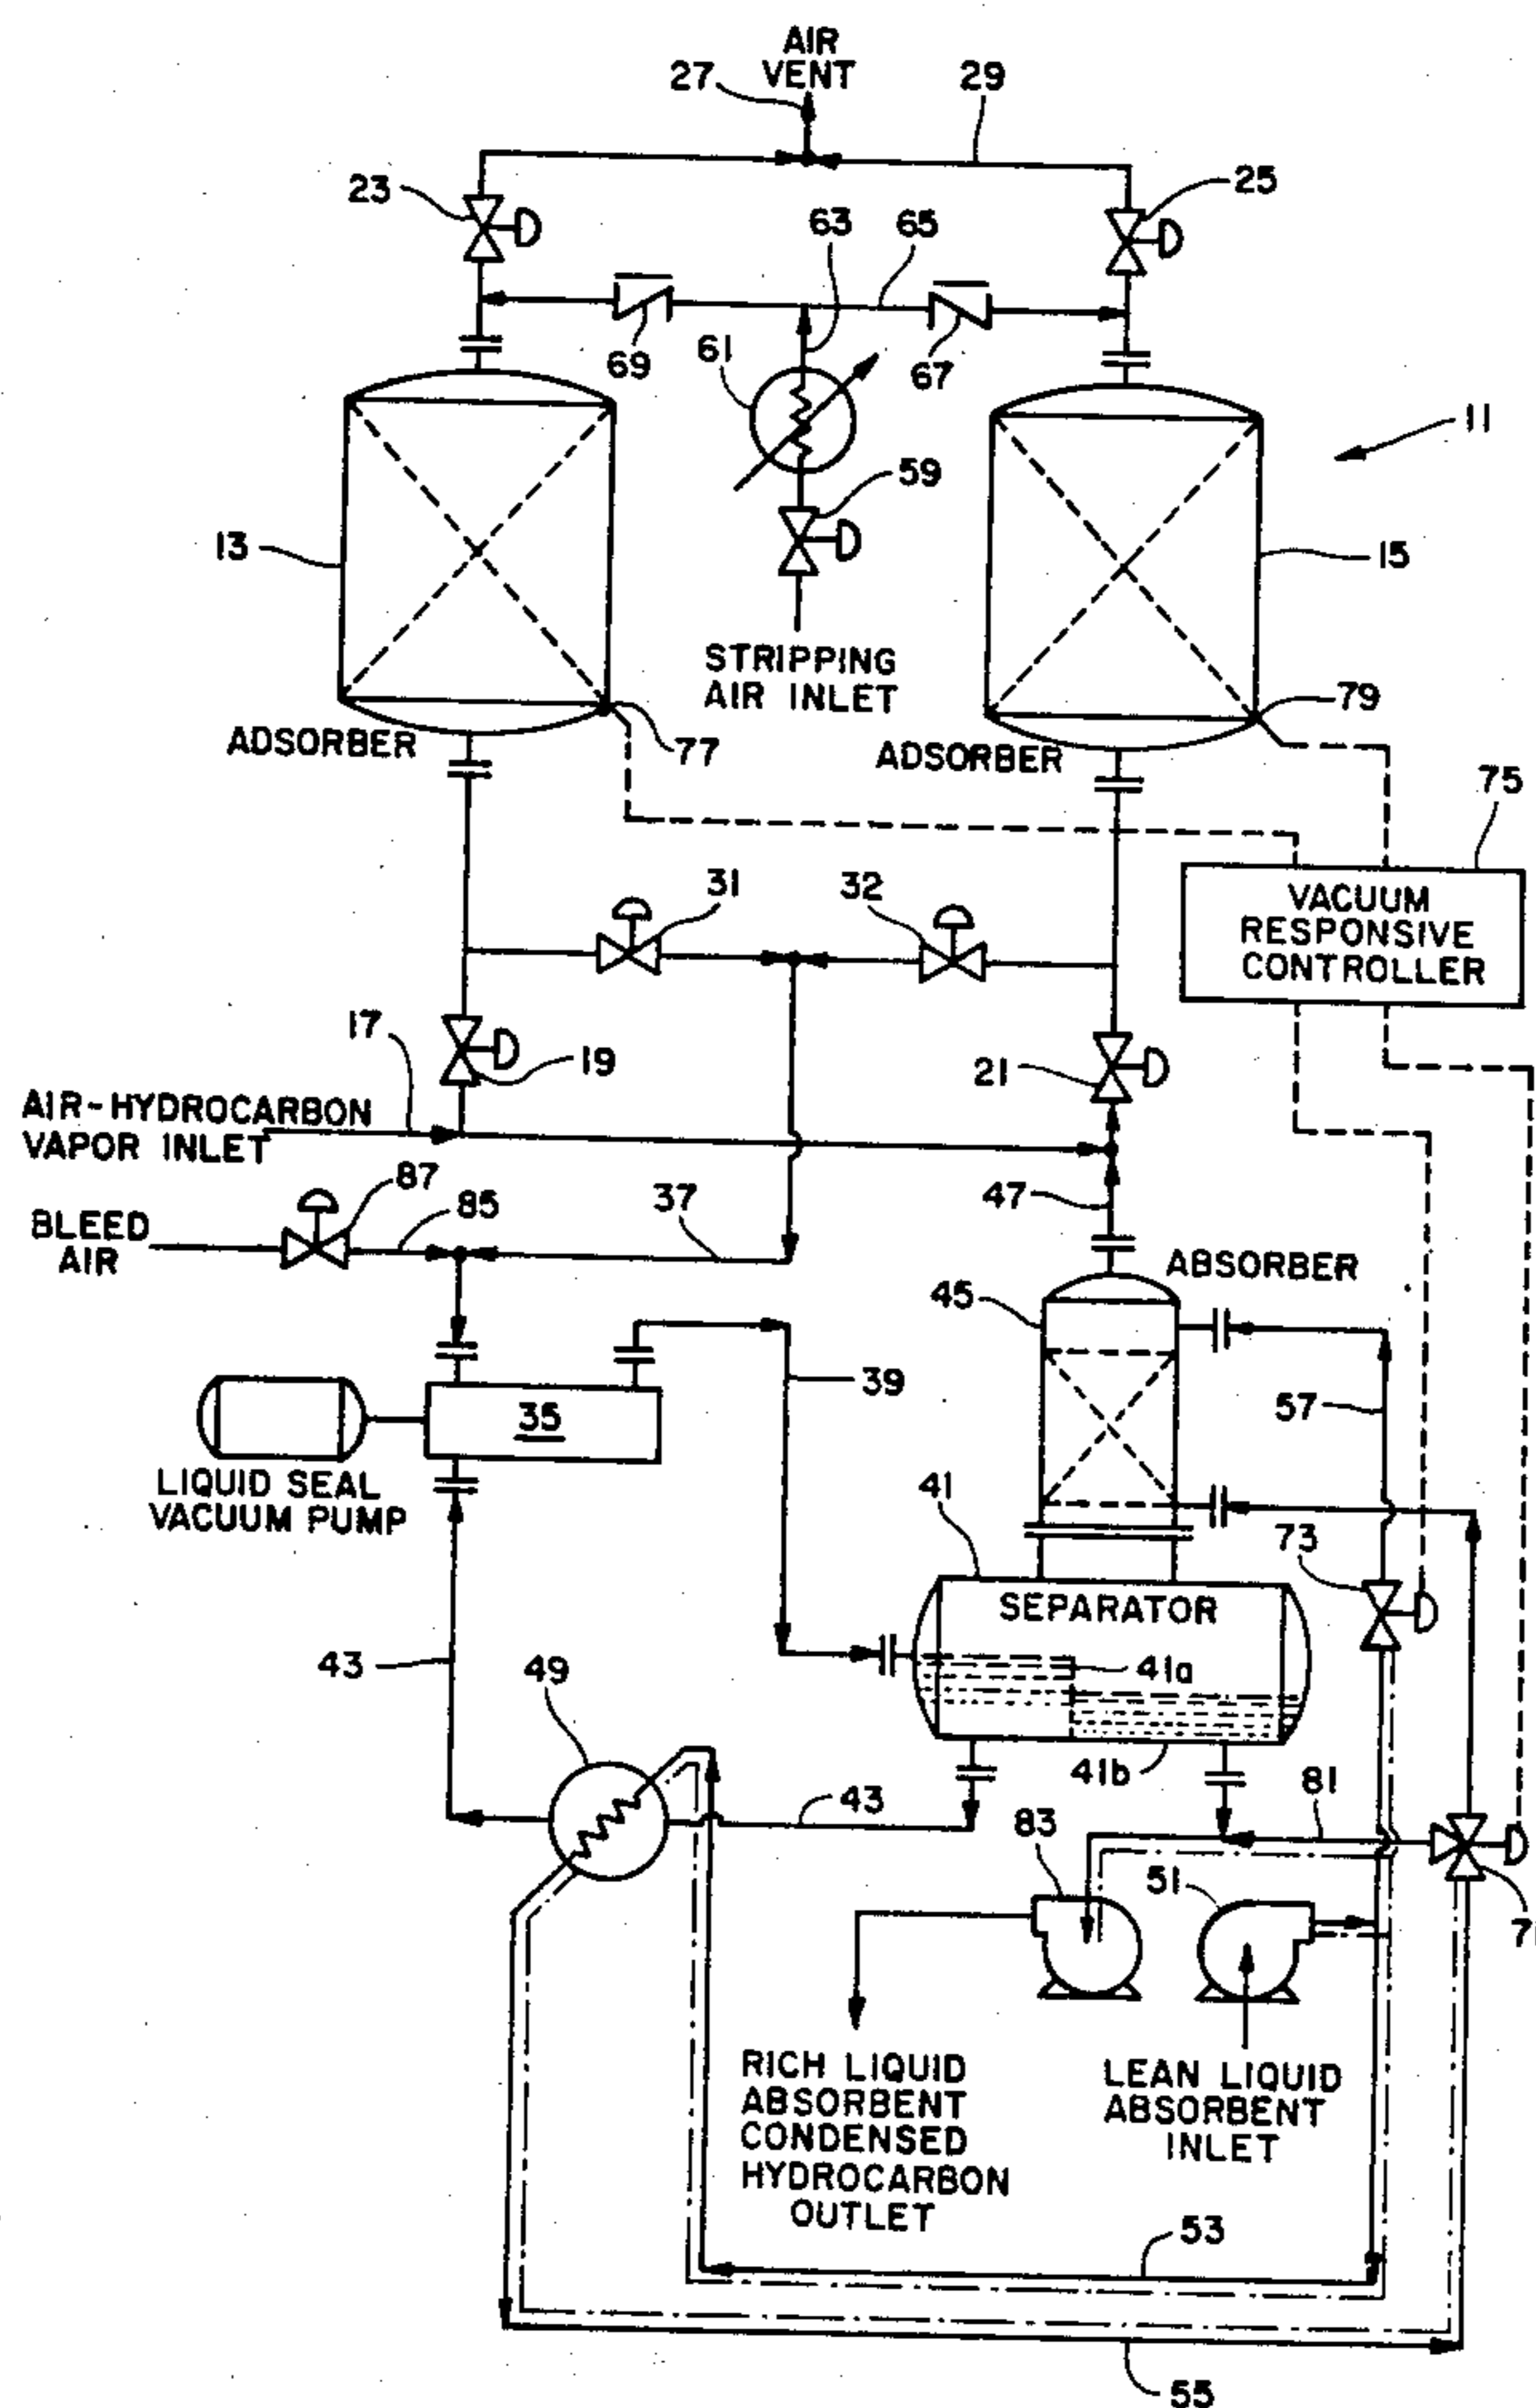 AIR
VENT
27
29
23
25
63
65
69
61
67
11
59
13
15
STRIPPING
AIR INLET
79
ADSORBER
77
ADSORBER
75
31
32
VACUUM
RESPONSIVE
CONTROLLER
17
19
21
AIR-HYDROCARBON
VAPOR INLET
87
85
37
47
BLEED
AIR
ABSORBER
45
39
57
35
LIQUID SEAL
VACUUM PUMP
41
73
SEPARATOR
43
49
41a
41b
81
43
83
51
RICH LIQUID
ABSORBENT
CONDENSED
HYDROCARBON
OUTLET
LEAN LIQUID
ABSORBENT
INLET
53
55